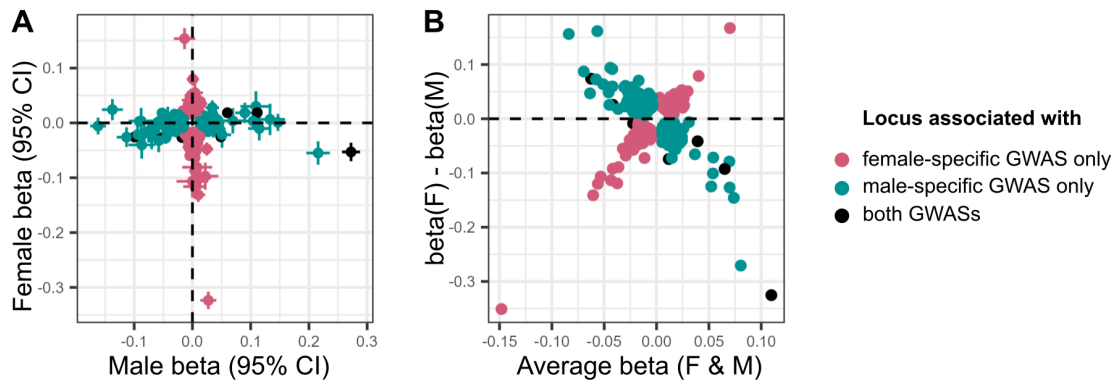 A
Female beta (95% CI)
0.1
0.0
-0.1
-0.2
-0.3
-0.1
0.0
0.1
0.2
0.3
Male beta (95% CI)
B
beta(F) - beta(M)
0.1
0.0
-0.1
-0.2
-0.3
-0.15
-0.10
-0.05
0.00
0.05
0.10
Average beta (F & M)
Locus associated with
female-specific GWAS only
male-specific GWAS only
both GWASs